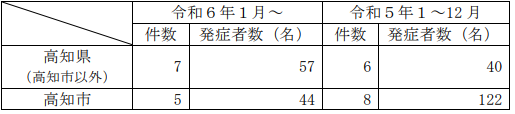 令和６年１月～ 令和５年１～12月
件数 発症者数（名） 件数 発症者数（名）
高知県
（高知市以外） 7 57 6 40
高知市 5 44 8 122